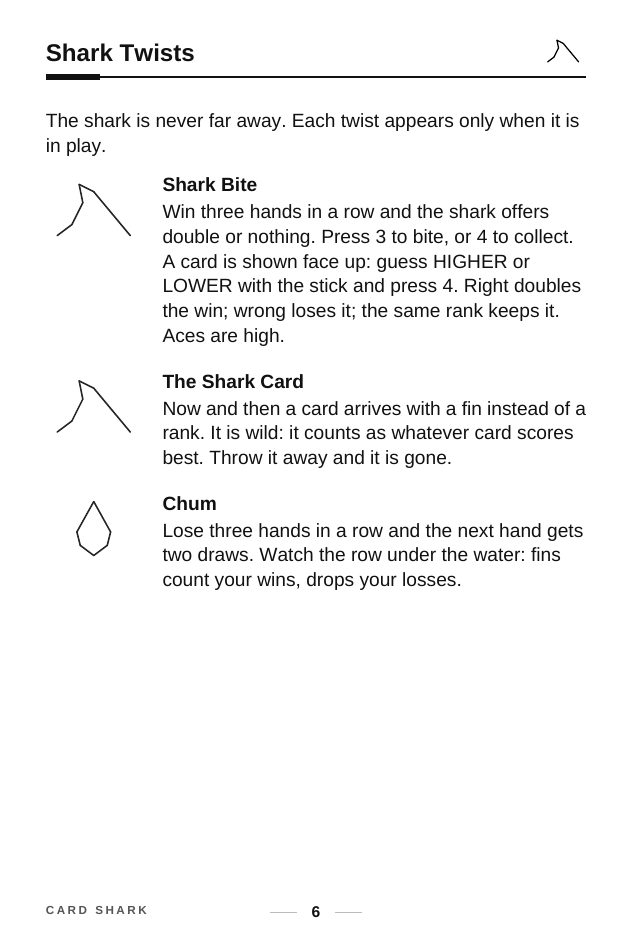 Shark Twists
The shark is never far away. Each twist appears only when it is
in play.
Shark Bite
Win three hands in a row and the shark offers
double or nothing. Press 3 to bite, or 4 to collect.
A card is shown face up: guess HIGHER or
LOWER with the stick and press 4. Right doubles
the win; wrong loses it; the same rank keeps it.
Aces are high.
The Shark Card
Now and then a card arrives with a fin instead of a
rank. It is wild: it counts as whatever card scores
best. Throw it away and it is gone.
Chum
Lose three hands in a row and the next hand gets
two draws. Watch the row under the water: fins
count your wins, drops your losses.
CARD SHARK
6